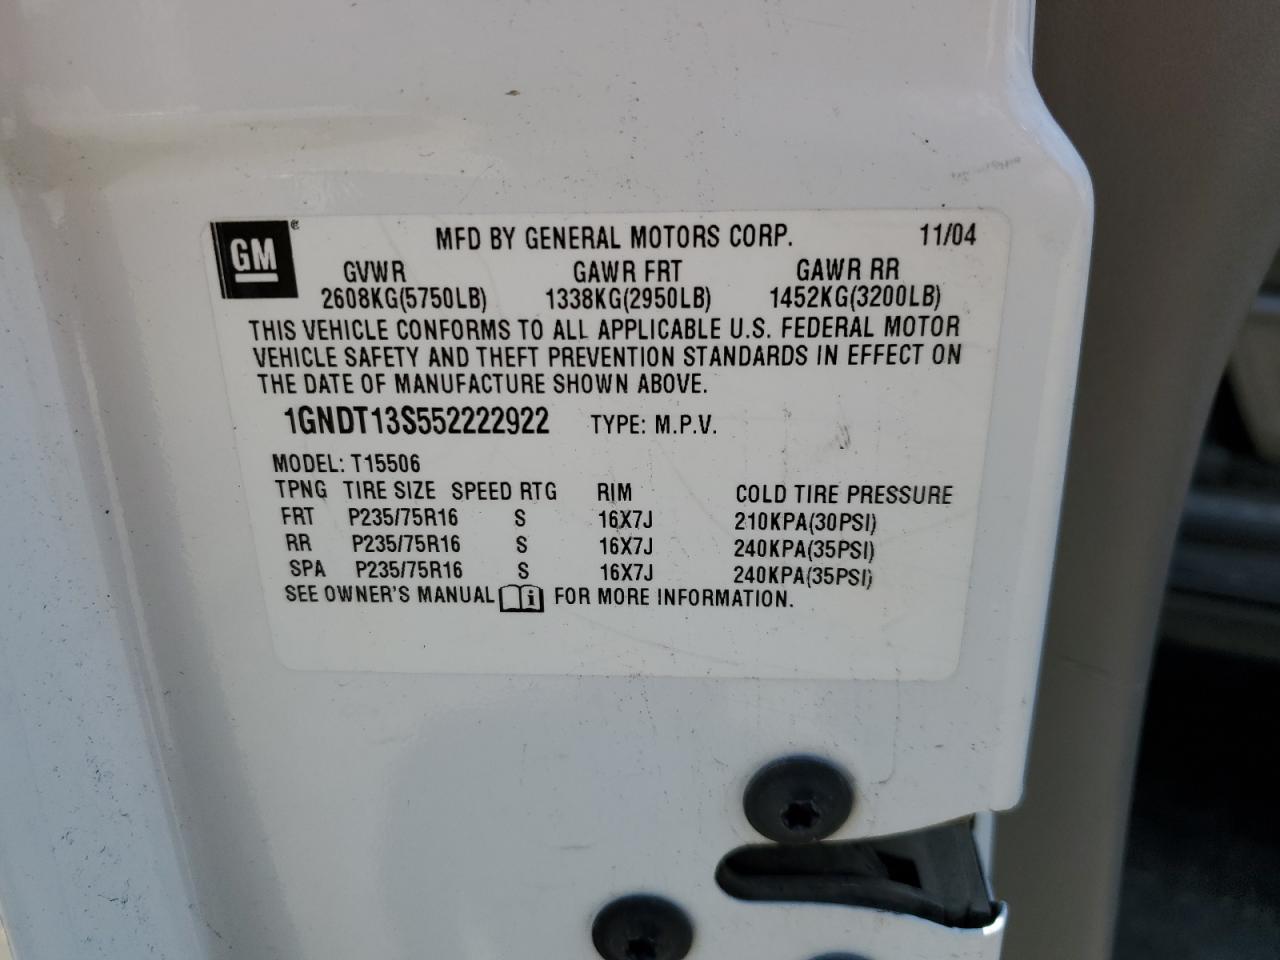 GM ® MFD BY GENERAL MOTORS CORP. 11/04
GVWR GAWR FRT GAWR RR
2608KG(5750LB) 1338KG(2950LB) 1452KG(3200LB)
THIS VEHICLE CONFORMS TO ALL APPLICABLE U.S. FEDERAL MOTOR
VEHICLE SAFETY AND THEFT PREVENTION STANDARDS IN EFFECT ON
THE DATE OF MANUFACTURE SHOWN ABOVE.
1GNDT13S552222922 TYPE: M.P.V.
MODEL: T15506
TPNG TIRE SIZE SPEED RTG RIM COLD TIRE PRESSURE
FRT P235/75R16 S 16X7J 210KPA(30PSI)
RR P235/75R16 S 16X7J 240KPA(35PSI)
SPA P235/75R16 S 16X7J 240KPA(35PSI)
SEE OWNER'S MANUAL i FOR MORE INFORMATION.